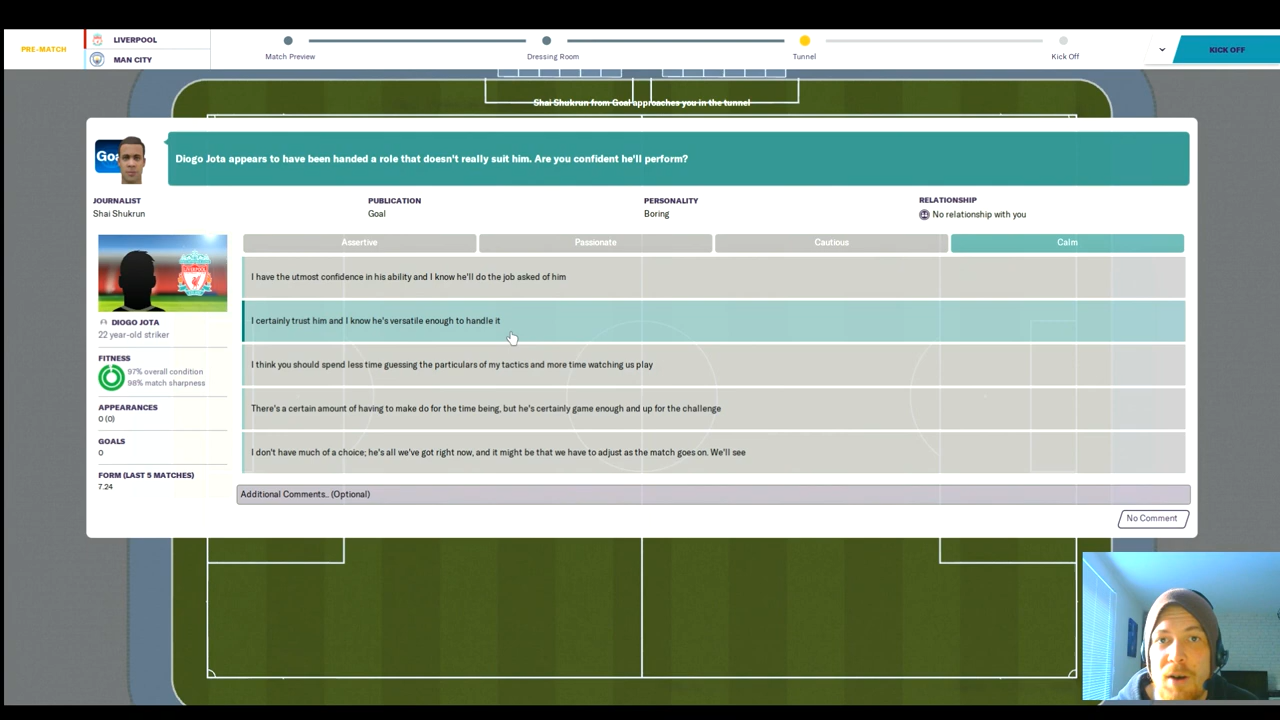 PRE-MATCH
LIVERPOOL
MAN CITY
Match Preview
Dressing Room
Tunnel
Kick Off
KICK OFF
Shai Shukrun from Goal approaches you in the tunnel
Goa
Diogo Jota appears to have been handed a role that doesn't really suit him. Are you confident he'll perform?
JOURNALIST
Shai Shukrun
PUBLICATION
Goal
PERSONALITY
Boring
RELATIONSHIP
No relationship with you
Assertive
Passionate
Cautious
Calm
I have the utmost confidence in his ability and I know he'll do the job asked of him
I certainly trust him and I know he's versatile enough to handle it
I think you should spend less time guessing the particulars of my tactics and more time watching us play
There's a certain amount of having to make do for the time being, but he's certainly game enough and up for the challenge
I don't have much of a choice; he's all we've got right now, and it might be that we have to adjust as the match goes on. We'll see
DIOGO JOTA
22 year-old striker
FITNESS
97% overall condition
98% match sharpness
APPEARANCES
0 (0)
GOALS
0
FORM (LAST 5 MATCHES)
7.24
Additional Comments.. (Optional)
No Comment